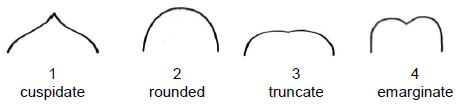 1 2 3 4
cuspidate rounded truncate emarginate